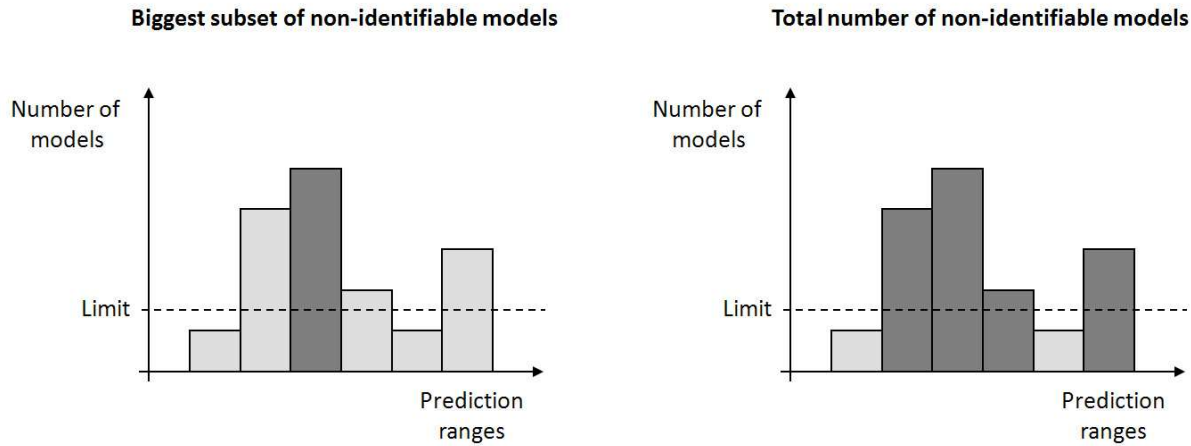 Biggest subset of non-identifiable models
Number of
models
Limit
Prediction
ranges
Total number of non-identifiable models
Number of
models
Limit
Prediction
ranges